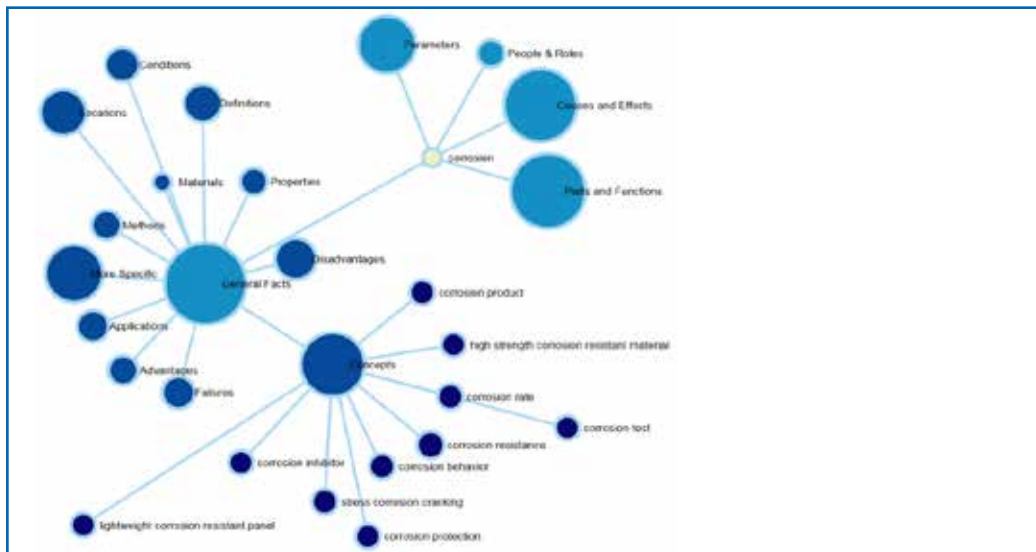 Parameters
People & Roles
Conditions
Causes and Effects
Definitions
Locations
corrosion
Materials
Properties
Parts and Functions
Methods
Disadvantages
More Specific
General Facts
corrosion product
Applications
high strength corrosion resistant material
Advantages
Concepts
Failures
corrosion rate
corrosion test
corrosion resistance
corrosion inhibitor
corrosion behavior
stress corrosion cracking
lightweight corrosion resistant panel
corrosion protection